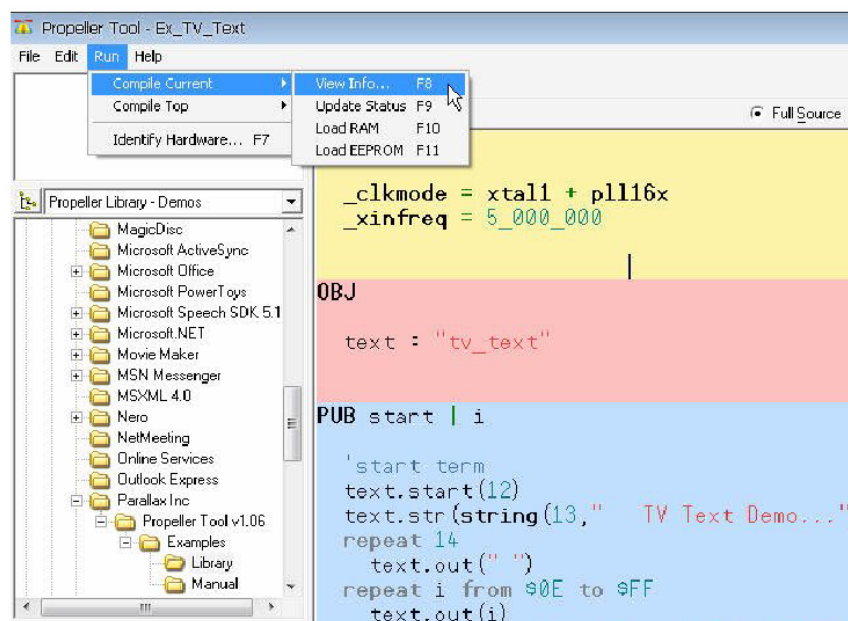 Propeller Tool - Ex_TV_Text
File Edit Run Help
Compile Current
Compile Top
Identify Hardware... F7
View Info... F8
Update Status F9
Load RAM F10
Load EEPROM F11
Full Source
Propeller Library - Demos
MagicDisc
Microsoft ActiveSync
Microsoft Office
Microsoft PowerToys
Microsoft Speech SDK 5.1
Microsoft.NET
Movie Maker
MSN Messenger
MSXML 4.0
Nero
NetMeeting
Online Services
Outlook Express
Parallax Inc
Propeller Tool v1.06
Examples
Library
Manual
_clkmode = xtal1 + pll16x
_xinfreq = 5_000_000
OBJ
text : "tv_text"
PUB start | i
'start term
text.start(12)
text.str(string(13,"   TV Text Demo..."
repeat 14
text.out(" ")
repeat i from $0E to $FF
text.out(i)